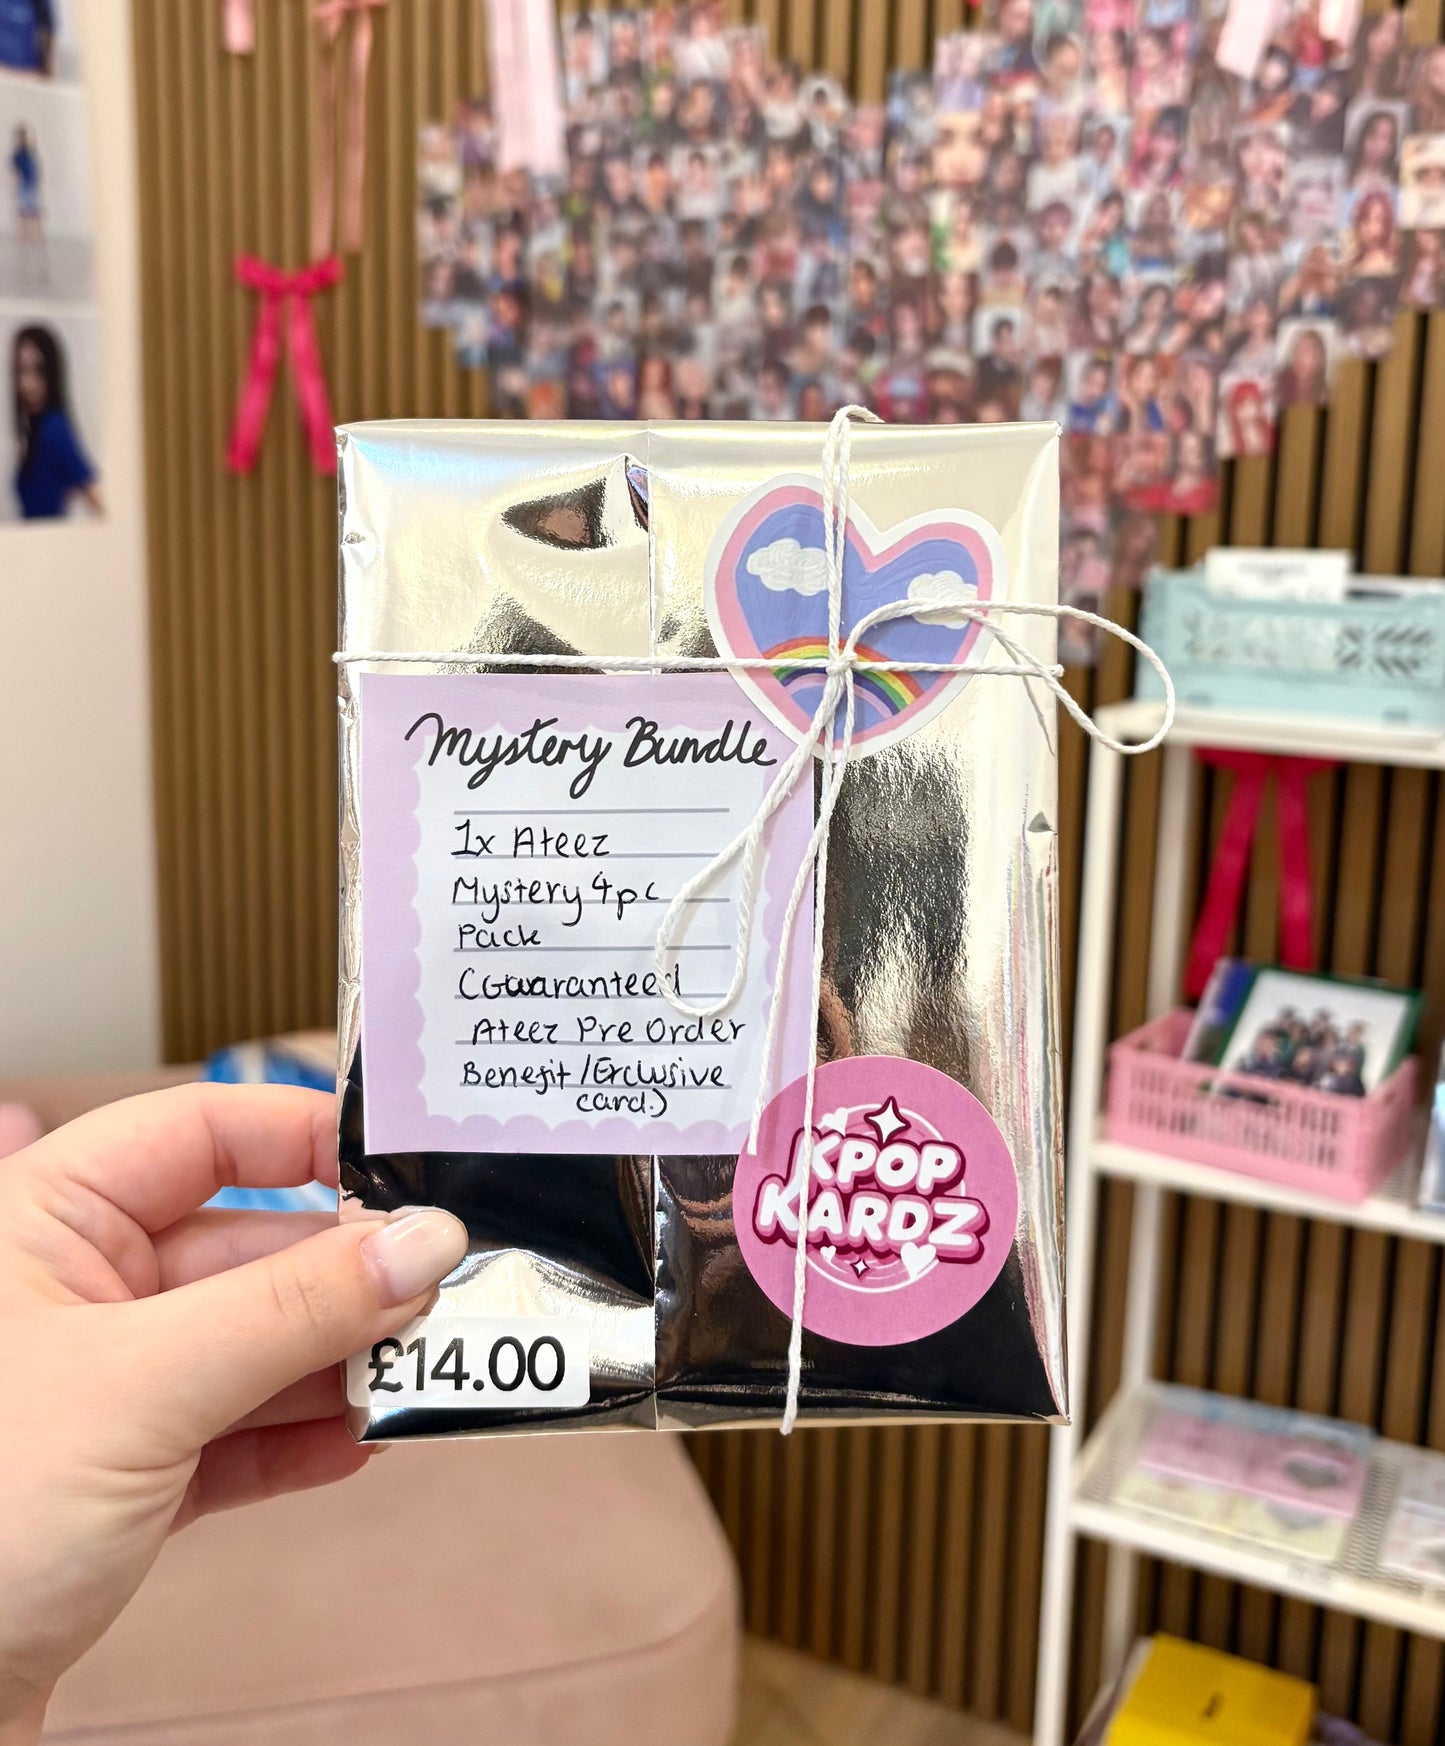 Mystery Bundle
1x Ateez
Mystery 4pc
Pack
(Guaranteed
Ateez Pre Order
Benefit /Exclusive
card.)
KPOP
KARDZ
£14.00